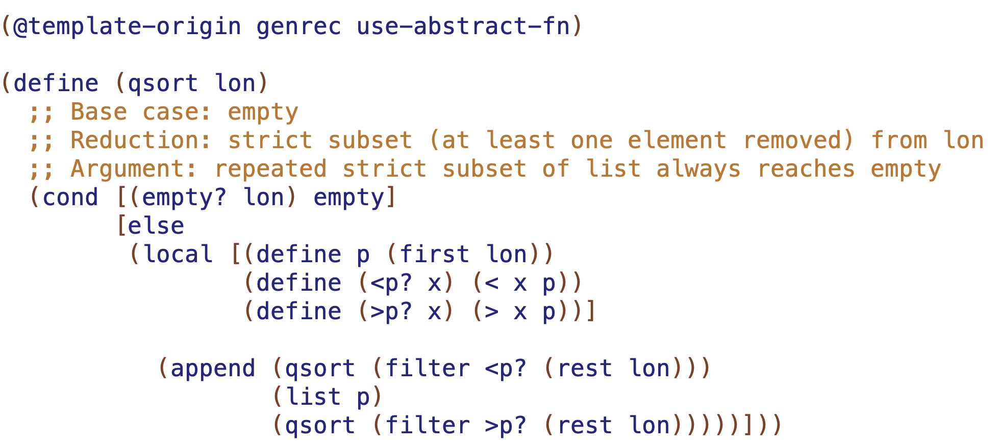 (@template-origin genrec use-abstract-fn)

(define (qsort lon)
  ;; Base case: empty
  ;; Reduction: strict subset (at least one element removed) from lon
  ;; Argument: repeated strict subset of list always reaches empty
  (cond [(empty? lon) empty]
        [else
         (local [(define p (first lon))
                 (define (<p? x) (< x p))
                 (define (>p? x) (> x p))]

           (append (qsort (filter <p? (rest lon)))
                   (list p)
                   (qsort (filter >p? (rest lon)))))]))